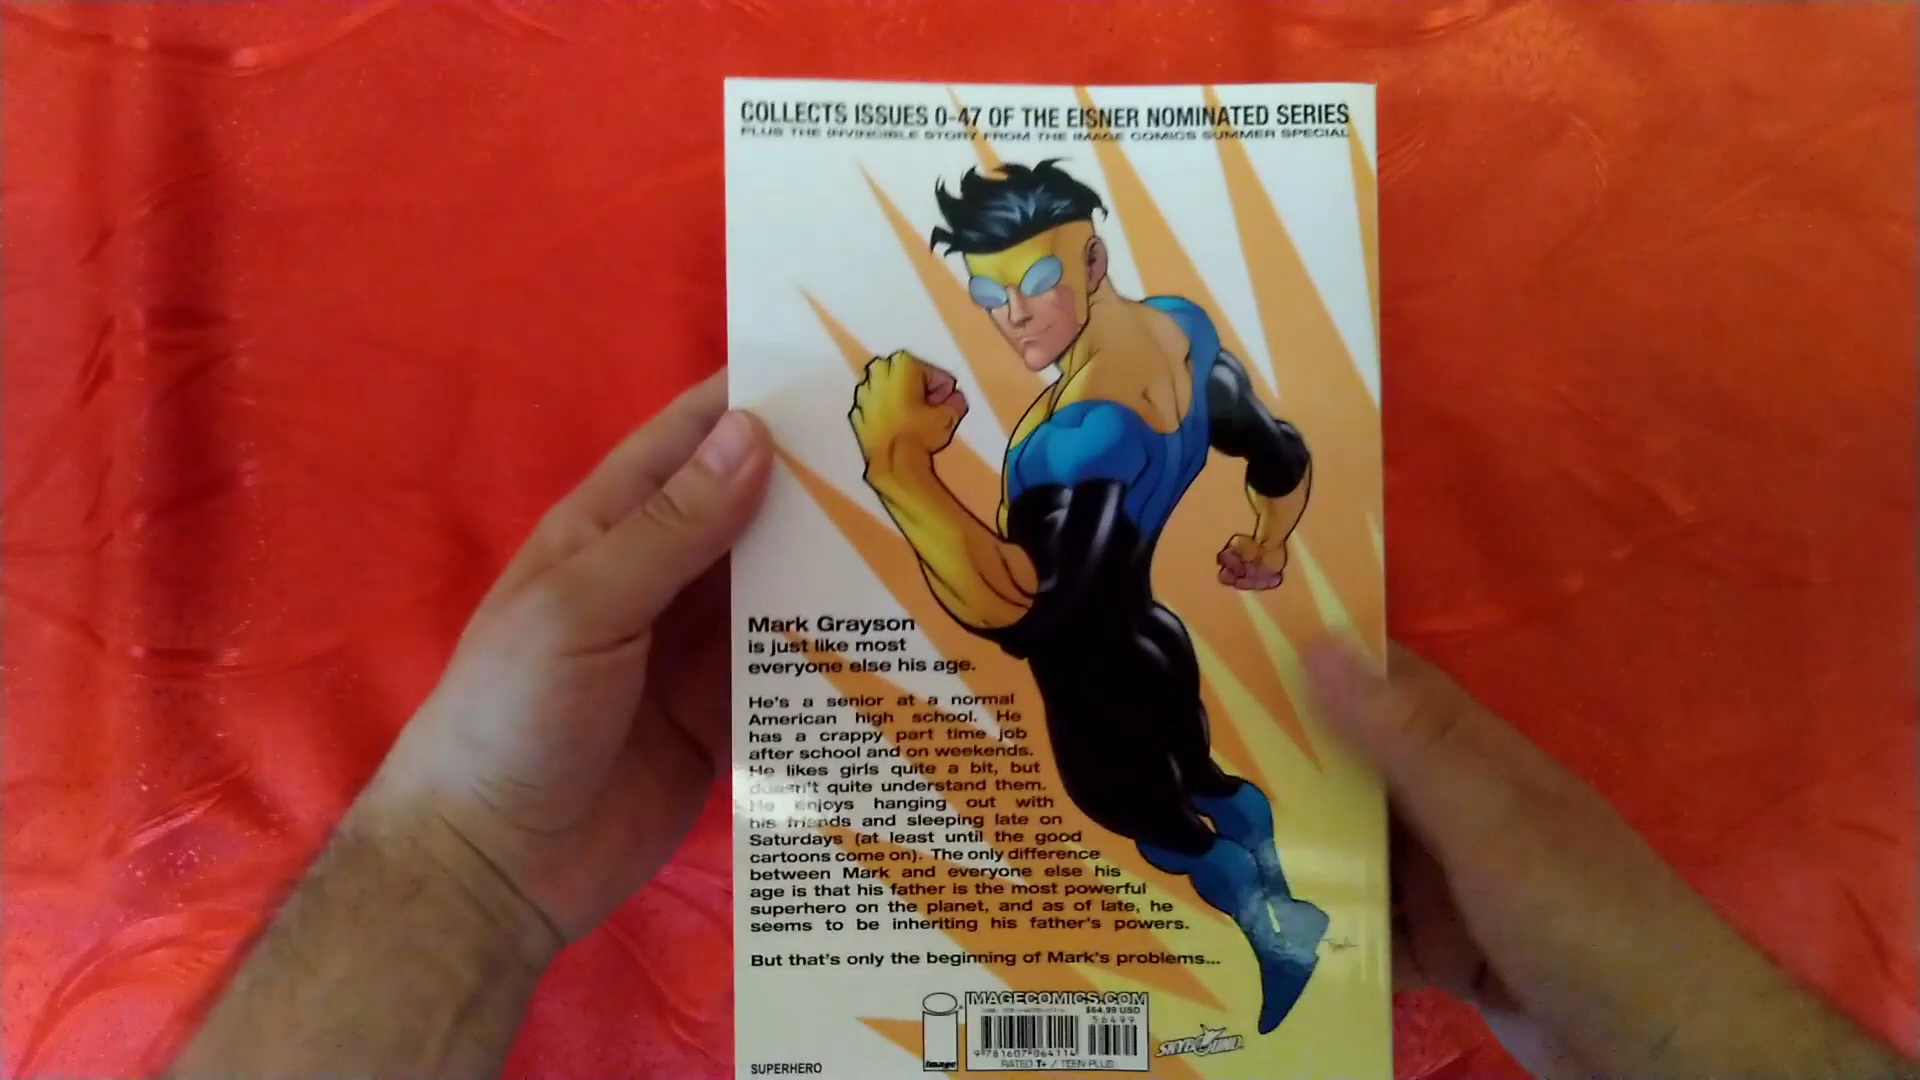 COLLECTS ISSUES 0-47 OF THE EISNER NOMINATED SERIES
PLUS THE INVINCIBLE STORY FROM THE IMAGE COMICS SUMMER SPECIAL
Mark Grayson
is just like most
everyone else his age.
He's a senior at a normal
American high school. He
has a crappy part time job
after school and on weekends.
He likes girls quite a bit, but
doesn't quite understand them.
He enjoys hanging out with
his friends and sleeping late on
Saturdays (at least until the good
cartoons come on). The only difference
between Mark and everyone else his
age is that his father is the most powerful
superhero on the planet, and as of late, he
seems to be inheriting his father's powers.
But that's only the beginning of Mark's problems...
IMAGECOMICS.COM
$64.99 USD
56499
9781607064114
RATED T+ / TEEN PLUS
image
SKYBOUND
SUPERHERO